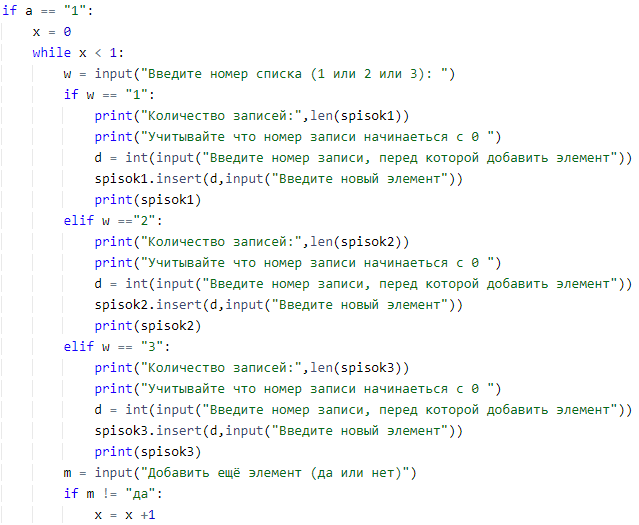 if a == "1":
    x = 0
    while x < 1:
        w = input("Введите номер списка (1 или 2 или 3): ")
        if w == "1":
            print("Количество записей:",len(spisok1))
            print("Учитывайте что номер записи начинаеться с 0 ")
            d = int(input("Введите номер записи, перед которой добавить элемент"))
            spisok1.insert(d,input("Введите новый элемент"))
            print(spisok1)
        elif w =="2":
            print("Количество записей:",len(spisok2))
            print("Учитывайте что номер записи начинаеться с 0 ")
            d = int(input("Введите номер записи, перед которой добавить элемент"))
            spisok2.insert(d,input("Введите новый элемент"))
            print(spisok2)
        elif w == "3":
            print("Количество записей:",len(spisok3))
            print("Учитывайте что номер записи начинаеться с 0 ")
            d = int(input("Введите номер записи, перед которой добавить элемент"))
            spisok3.insert(d,input("Введите новый элемент"))
            print(spisok3)
        m = input("Добавить ещё элемент (да или нет)")
        if m != "да":
            x = x +1